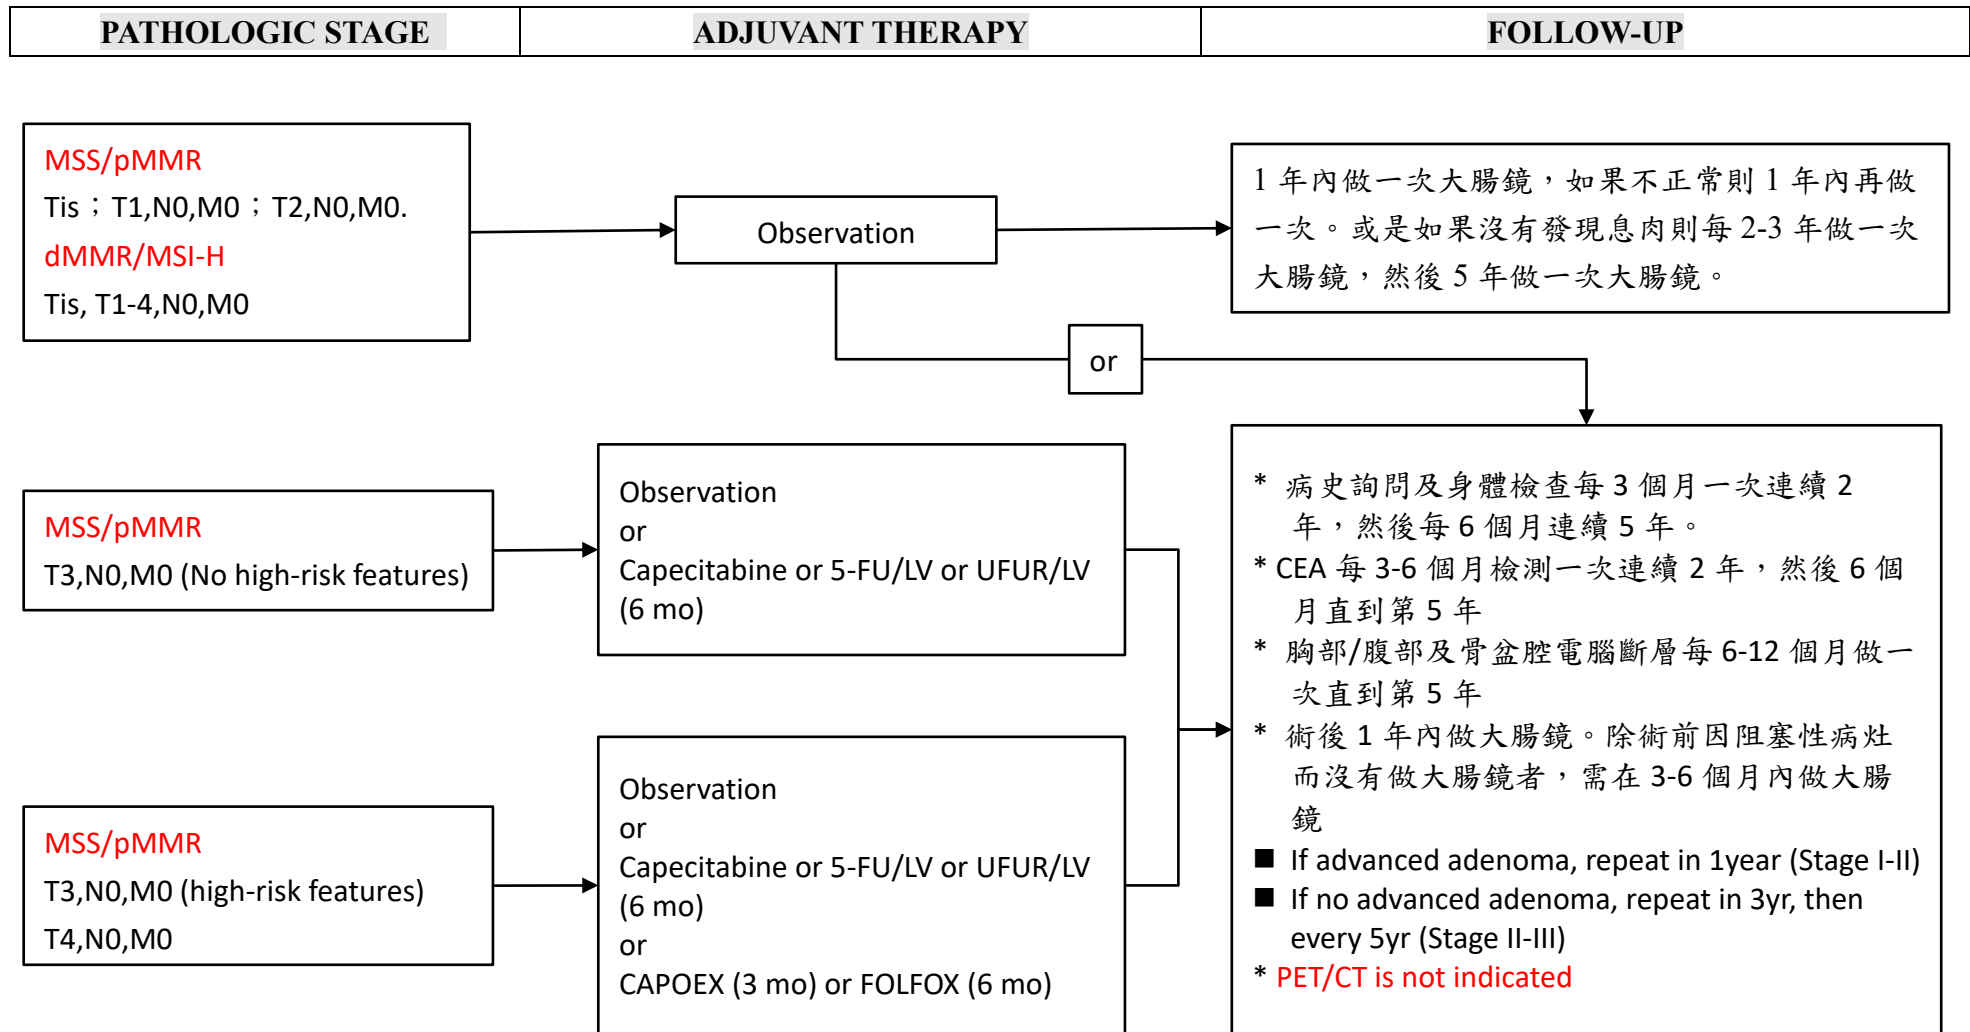 PATHOLOGIC STAGE
ADJUVANT THERAPY
FOLLOW-UP
MSS/pMMR
Tis；T1,N0,M0；T2,N0,M0.
dMMR/MSI-H
Tis, T1-4,N0,M0
Observation
1 年內做一次大腸鏡，如果不正常則 1 年內再做
一次。或是如果沒有發現息肉則每 2-3 年做一次
大腸鏡，然後 5 年做一次大腸鏡。
or
MSS/pMMR
T3,N0,M0 (No high-risk features)
Observation
or
Capecitabine or 5-FU/LV or UFUR/LV
(6 mo)
MSS/pMMR
T3,N0,M0 (high-risk features)
T4,N0,M0
Observation
or
Capecitabine or 5-FU/LV or UFUR/LV
(6 mo)
or
CAPOEX (3 mo) or FOLFOX (6 mo)
* 病史詢問及身體檢查每 3 個月一次連續 2
年，然後每 6 個月連續 5 年。
* CEA 每 3-6 個月檢測一次連續 2 年，然後 6 個
月直到第 5 年
* 胸部/腹部及骨盆腔電腦斷層每 6-12 個月做一
次直到第 5 年
* 術後 1 年內做大腸鏡。除術前因阻塞性病灶
而沒有做大腸鏡者，需在 3-6 個月內做大腸
鏡
■ If advanced adenoma, repeat in 1year (Stage I-II)
■ If no advanced adenoma, repeat in 3yr, then
every 5yr (Stage II-III)
* PET/CT is not indicated